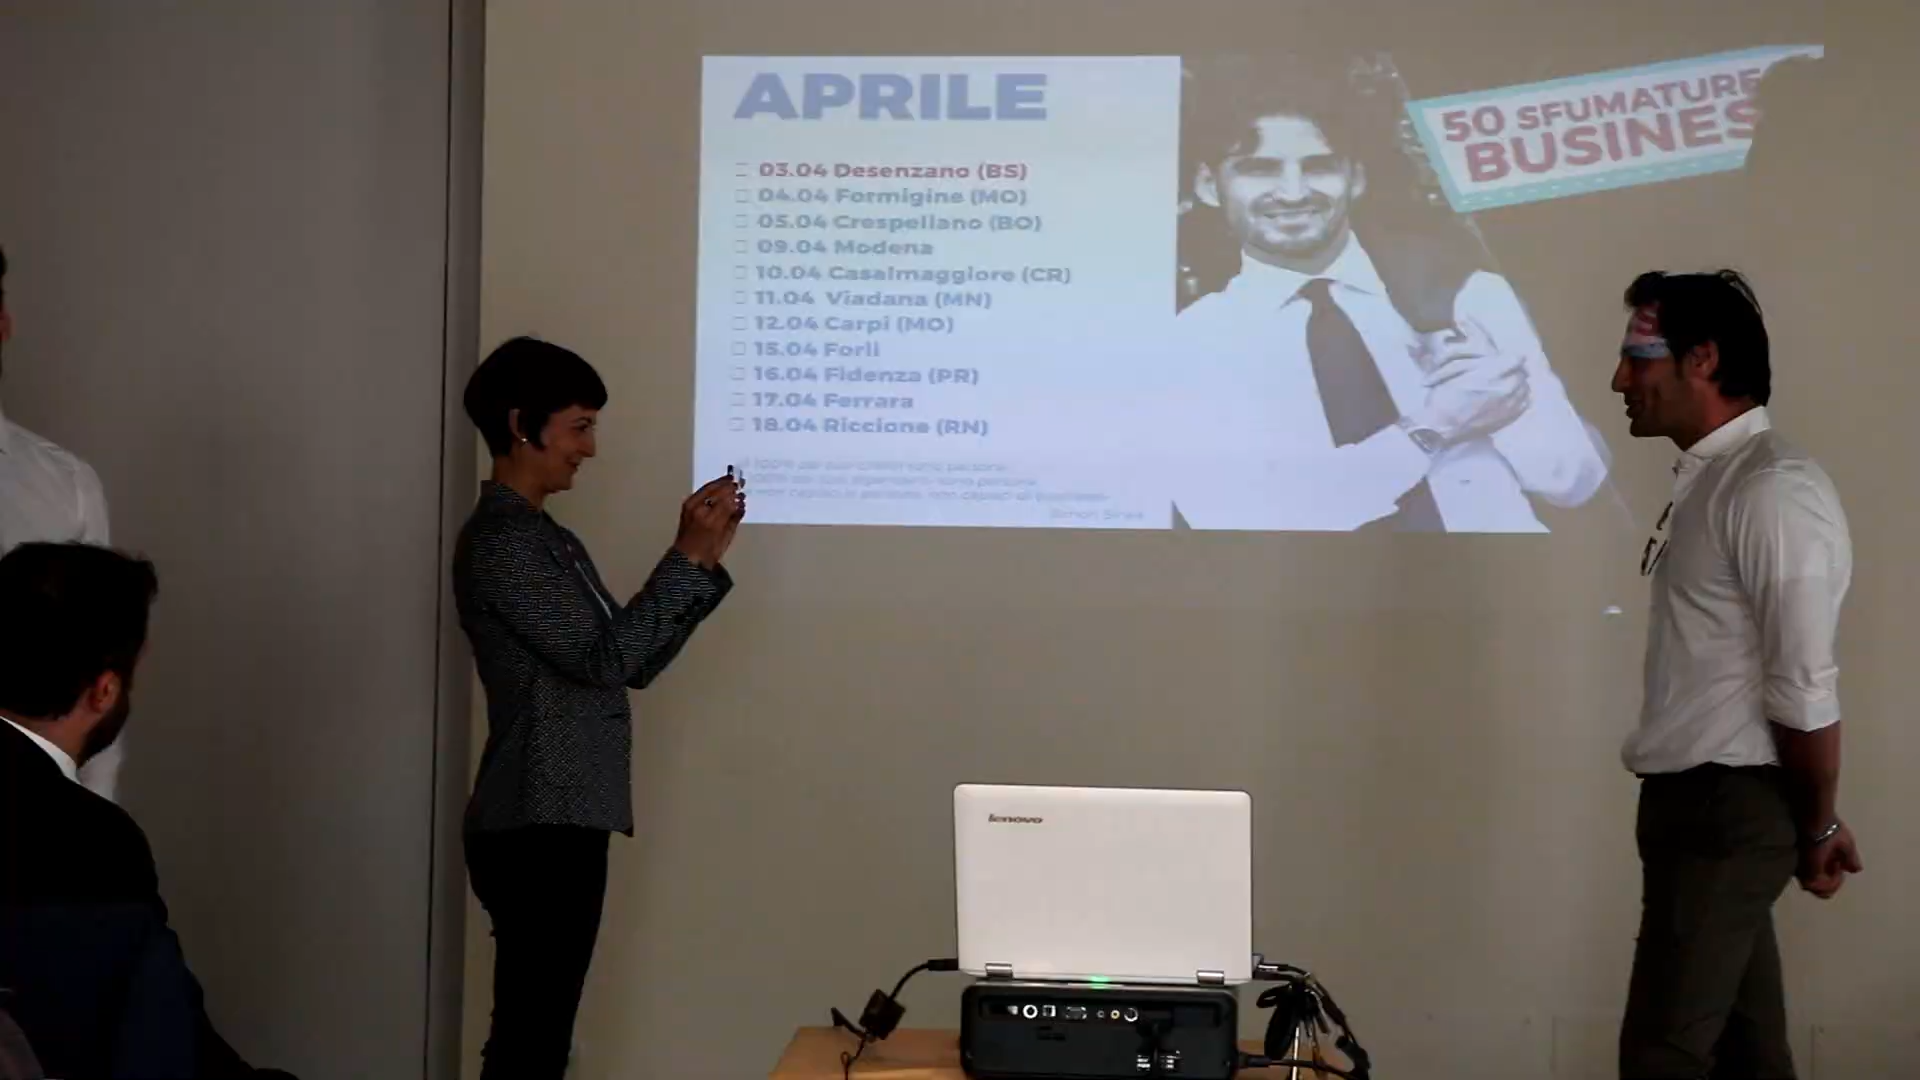 APRILE
03.04 Desenzano (BS)
04.04 Formigine (MO)
05.04 Crespellano (BO)
09.04 Modena
10.04 Casalmaggiore (CR)
11.04 Viadana (MN)
12.04 Carpi (MO)
15.04 Forlì
16.04 Fidenza (PR)
17.04 Ferrara
18.04 Riccione (RN)
Simon Sinek
50 SFUMATURE
BUSINES
lenovo